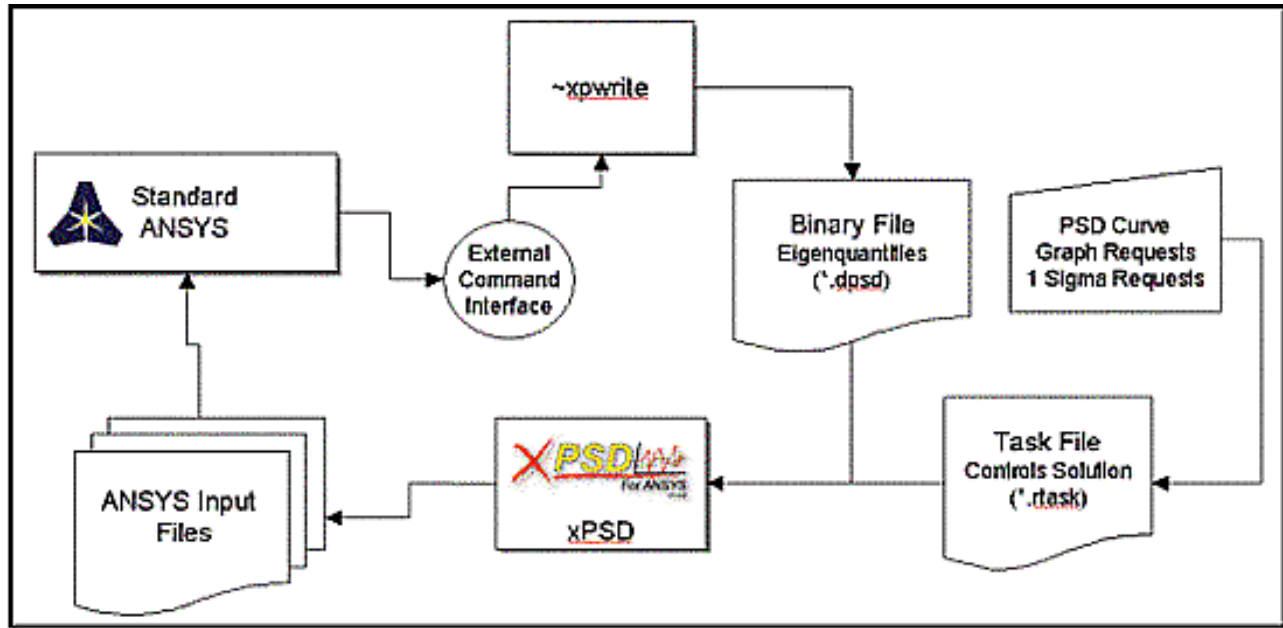 ~xpwrite
Standard
ANSYS
External
Command
Interface
Binary File
Eigenquantities
(*.dpsd)
PSD Curve
Graph Requests
1 Sigma Requests
Task File
Controls Solution
(*.rtask)
XPSD
For ANSYS
xPSD
ANSYS Input
Files